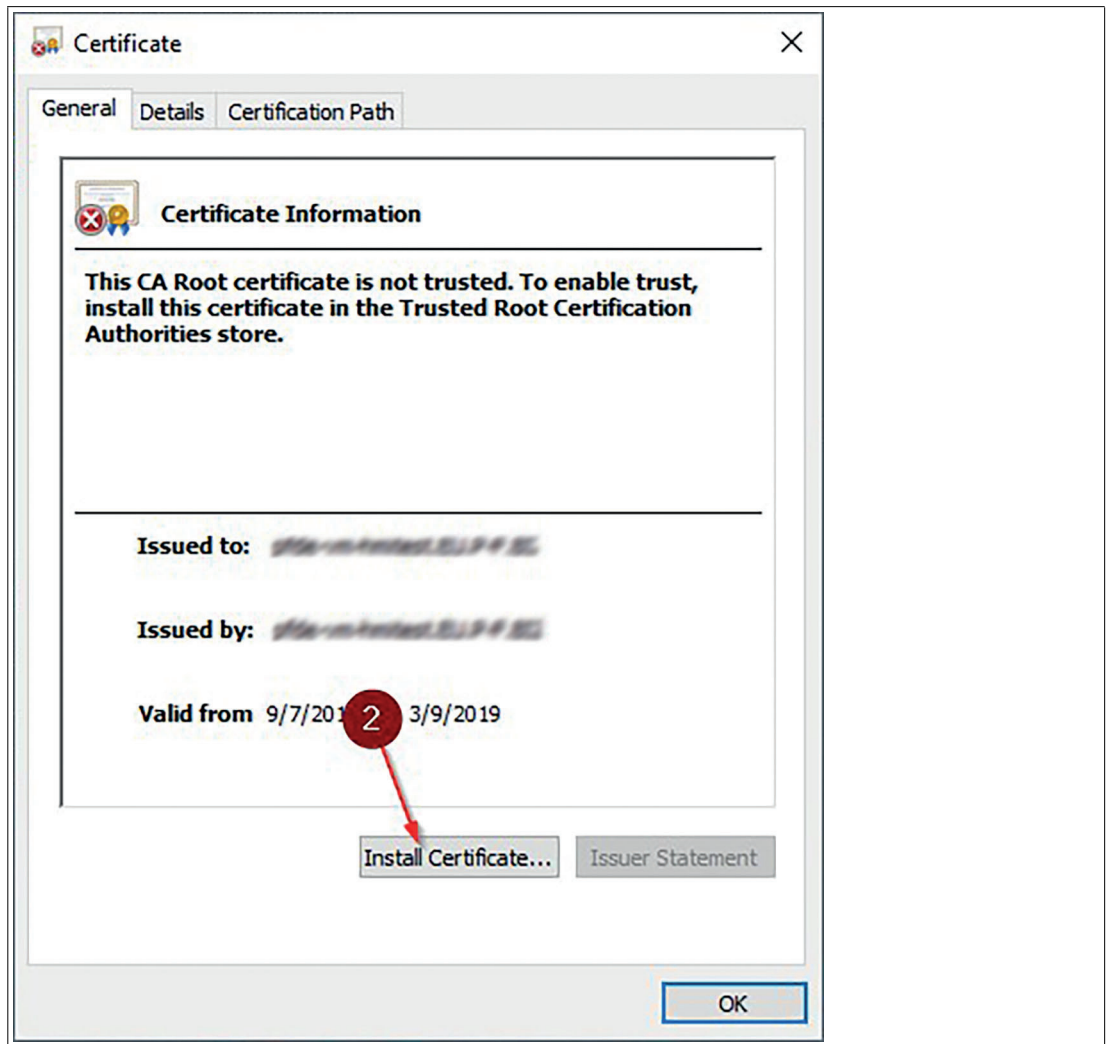 Certificate
General Details Certification Path
Certificate Information
This CA Root certificate is not trusted. To enable trust,
install this certificate in the Trusted Root Certification
Authorities store.
Issued to:
Issued by:
Valid from 9/7/201 2 3/9/2019
Install Certificate... Issuer Statement
OK